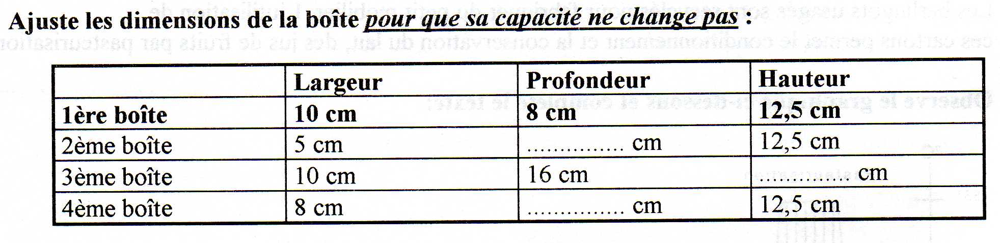 Ajuste les dimensions de la boîte pour que sa capacité ne change pas :
Largeur Profondeur Hauteur
1ère boîte 10 cm 8 cm 12,5 cm
2ème boîte 5 cm ............... cm 12,5 cm
3ème boîte 10 cm 16 cm .............. cm
4ème boîte 8 cm ............... cm 12,5 cm